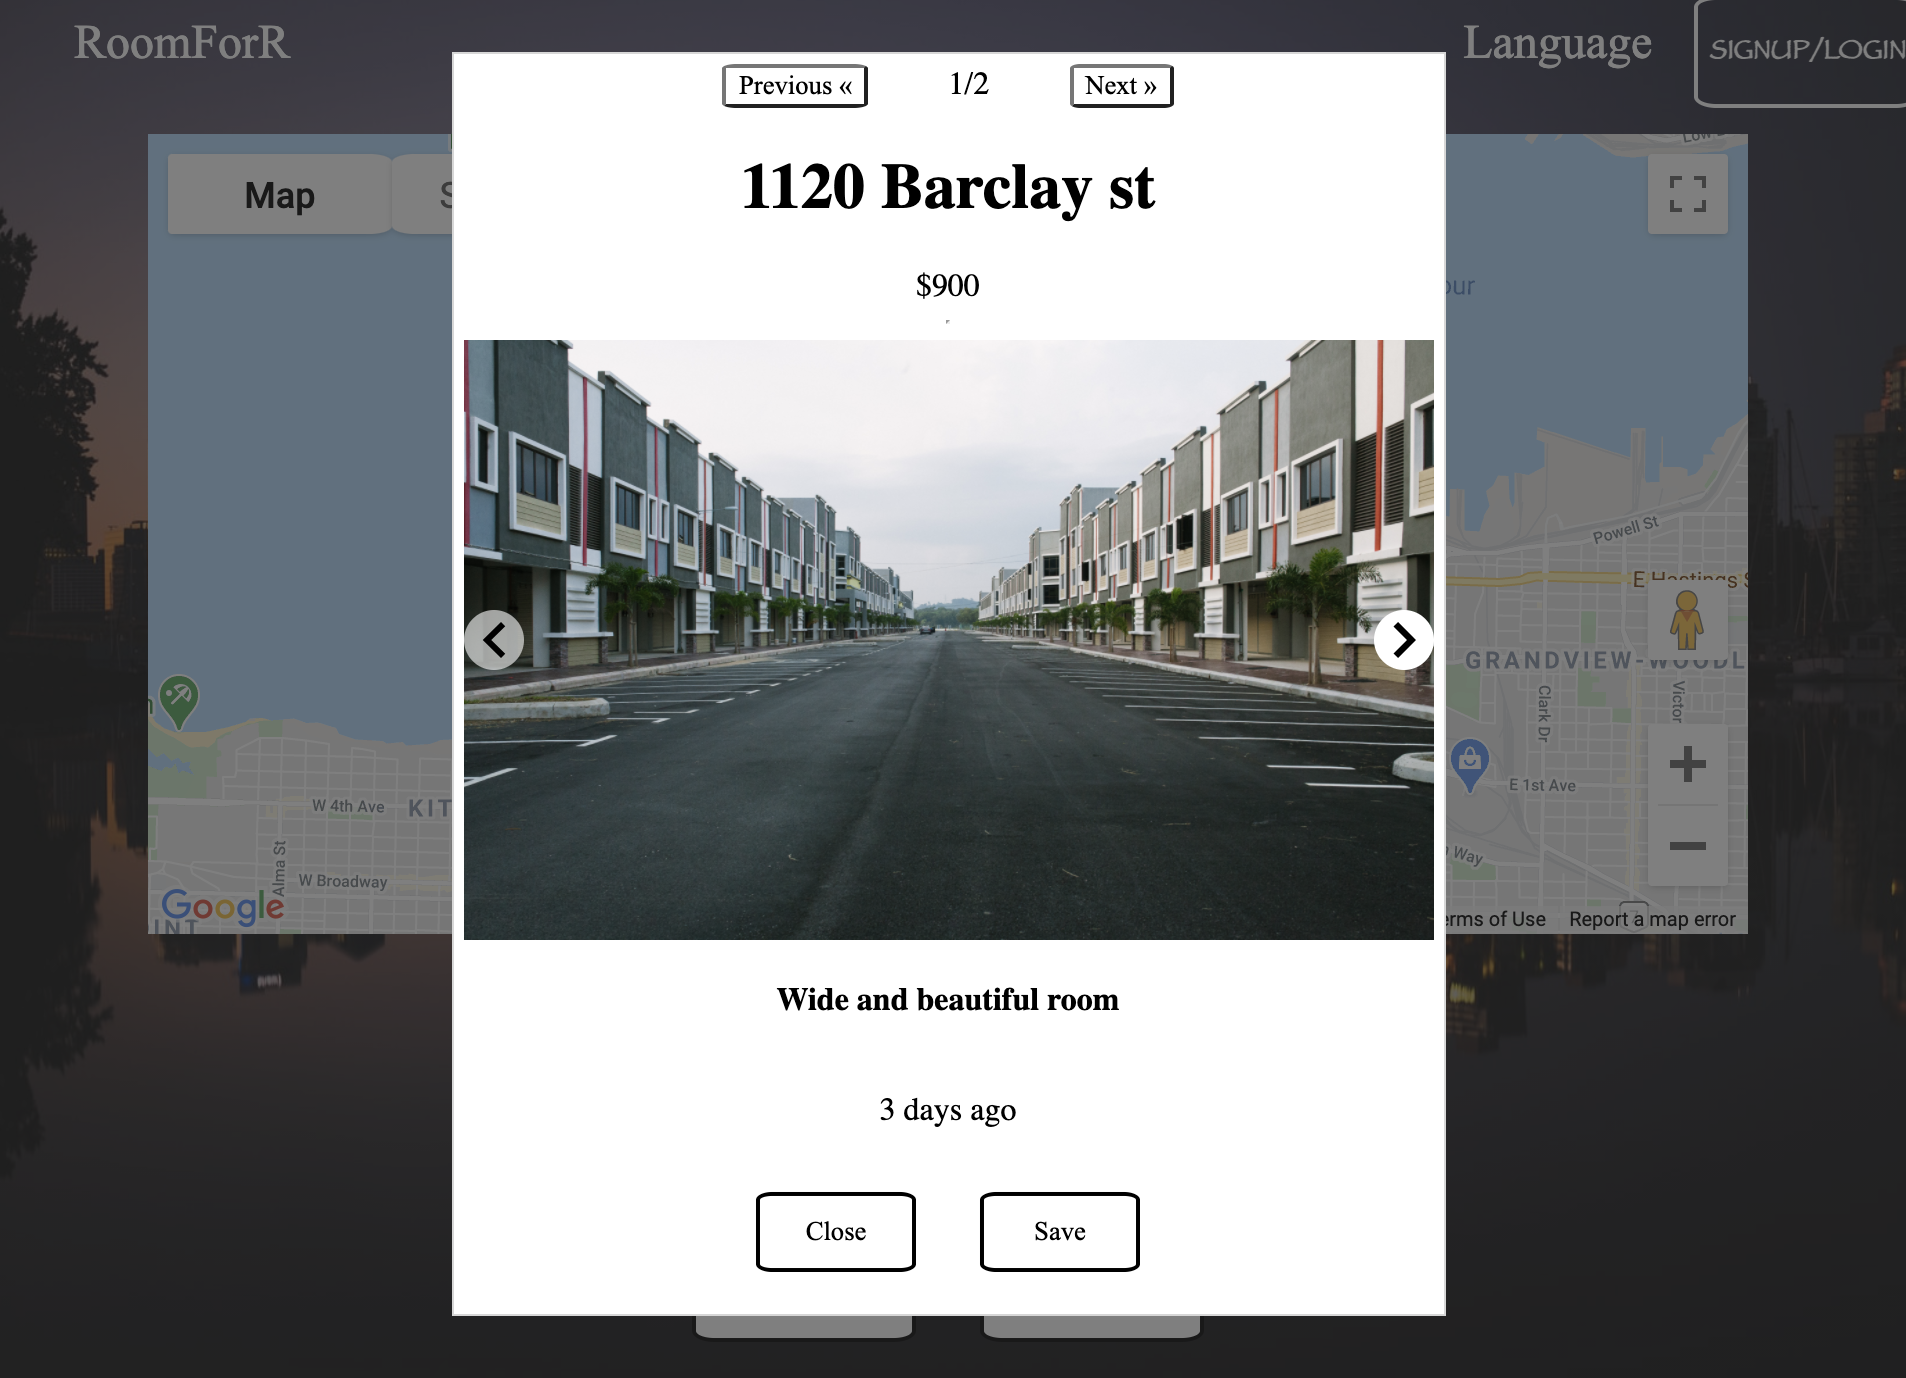 RoomForR
Language
SIGNUP/LOGIN
Previous «
1/2
Next »
Map
1120 Barclay st
$900
Powell St
E Hastings
GRANDVIEW-WOODL
Clark Dr
Victor
E 1st Ave
Way
W 4th Ave
KIT
Alma St
W Broadway
Google
INT
erms of Use
Report a map error
Wide and beautiful room
3 days ago
Close
Save